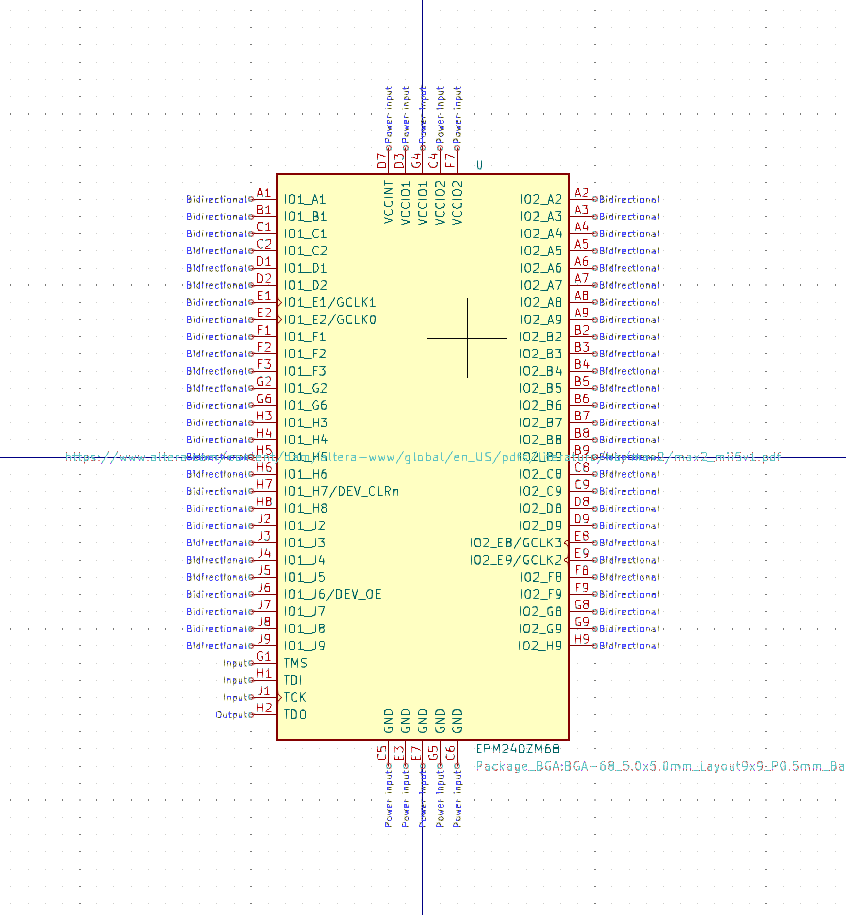 Power input Power input Power input Power input Power input
D7 D3 G4 C4 F7
U
VCCINT VCCIO1 VCCIO1 VCCIO2 VCCIO2
Bidirectional A1 IO1_A1 IO2_A2 A2 Bidirectional
Bidirectional B1 IO1_B1 IO2_A3 A3 Bidirectional
Bidirectional C1 IO1_C1 IO2_A4 A4 Bidirectional
Bidirectional C2 IO1_C2 IO2_A5 A5 Bidirectional
Bidirectional D1 IO1_D1 IO2_A6 A6 Bidirectional
Bidirectional D2 IO1_D2 IO2_A7 A7 Bidirectional
Bidirectional E1 IO1_E1/GCLK1 IO2_A8 A8 Bidirectional
Bidirectional E2 IO1_E2/GCLK0 IO2_A9 A9 Bidirectional
Bidirectional F1 IO1_F1 IO2_B2 B2 Bidirectional
Bidirectional F2 IO1_F2 IO2_B3 B3 Bidirectional
Bidirectional F3 IO1_F3 IO2_B4 B4 Bidirectional
Bidirectional G2 IO1_G2 IO2_B5 B5 Bidirectional
Bidirectional G6 IO1_G6 IO2_B6 B6 Bidirectional
Bidirectional H3 IO1_H3 IO2_B7 B7 Bidirectional
Bidirectional H4 IO1_H4 IO2_B8 B8 Bidirectional
Bidirectional H5 IO1_H5 IO2_B9 B9 Bidirectional
https://www.altera.com/content/dam/altera-www/global/en_US/pdfs/literature/hb/max2/max2_mii5v1.pdf
Bidirectional H6 IO1_H6 IO2_C8 C8 Bidirectional
Bidirectional H7 IO1_H7/DEV_CLRn IO2_C9 C9 Bidirectional
Bidirectional H8 IO1_H8 IO2_D8 D8 Bidirectional
Bidirectional J2 IO1_J2 IO2_D9 D9 Bidirectional
Bidirectional J3 IO1_J3 IO2_E8/GCLK3 E8 Bidirectional
Bidirectional J4 IO1_J4 IO2_E9/GCLK2 E9 Bidirectional
Bidirectional J5 IO1_J5 IO2_F8 F8 Bidirectional
Bidirectional J6 IO1_J6/DEV_OE IO2_F9 F9 Bidirectional
Bidirectional J7 IO1_J7 IO2_G8 G8 Bidirectional
Bidirectional J8 IO1_J8 IO2_G9 G9 Bidirectional
Bidirectional J9 IO1_J9 IO2_H9 H9 Bidirectional
Input G1 TMS
Input H1 TDI
Input J1 TCK
Output H2 TDO
GND GND GND GND GND
C5 E3 E7 G5 C6
EPM240ZM68
Package_BGA:BGA-68_5.0x5.0mm_Layout9x9_P0.5mm_Ba
Power input Power input Power input Power input Power input